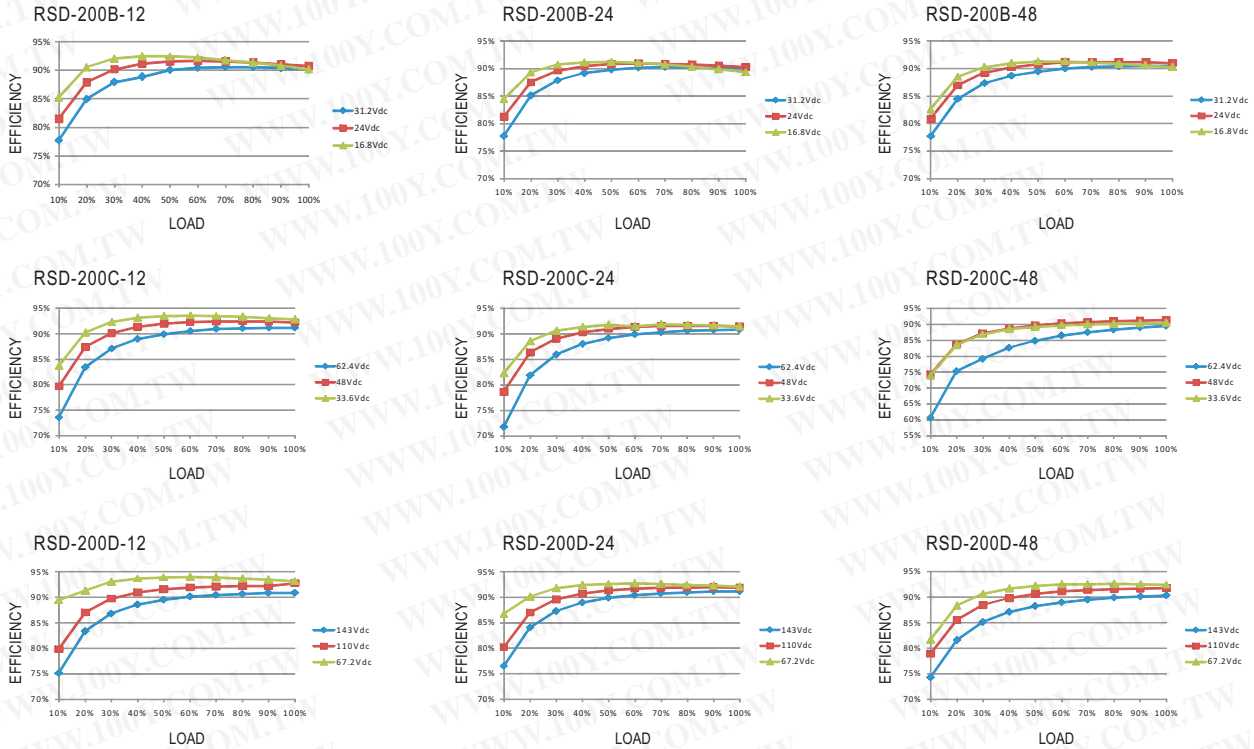 RSD-200B-12
EFFICIENCY
95%
90%
85%
80%
75%
70%
10% 20% 30% 40% 50% 60% 70% 80% 90% 100%
LOAD
31.2Vdc
24Vdc
16.8Vdc
RSD-200B-24
EFFICIENCY
95%
90%
85%
80%
75%
70%
10% 20% 30% 40% 50% 60% 70% 80% 90% 100%
LOAD
31.2Vdc
24Vdc
16.8Vdc
RSD-200B-48
EFFICIENCY
95%
90%
85%
80%
75%
70%
10% 20% 30% 40% 50% 60% 70% 80% 90% 100%
LOAD
31.2Vdc
24Vdc
16.8Vdc
RSD-200C-12
EFFICIENCY
95%
90%
85%
80%
75%
70%
10% 20% 30% 40% 50% 60% 70% 80% 90% 100%
LOAD
62.4Vdc
48Vdc
33.6Vdc
RSD-200C-24
EFFICIENCY
95%
90%
85%
80%
75%
70%
10% 20% 30% 40% 50% 60% 70% 80% 90% 100%
LOAD
62.4Vdc
48Vdc
33.6Vdc
RSD-200C-48
EFFICIENCY
95%
90%
85%
80%
75%
70%
65%
60%
55%
10% 20% 30% 40% 50% 60% 70% 80% 90% 100%
LOAD
62.4Vdc
48Vdc
33.6Vdc
RSD-200D-12
EFFICIENCY
95%
90%
85%
80%
75%
70%
10% 20% 30% 40% 50% 60% 70% 80% 90% 100%
LOAD
143Vdc
110Vdc
67.2Vdc
RSD-200D-24
EFFICIENCY
95%
90%
85%
80%
75%
70%
10% 20% 30% 40% 50% 60% 70% 80% 90% 100%
LOAD
143Vdc
110Vdc
67.2Vdc
RSD-200D-48
EFFICIENCY
95%
90%
85%
80%
75%
70%
10% 20% 30% 40% 50% 60% 70% 80% 90% 100%
LOAD
143Vdc
110Vdc
67.2Vdc
WWW.100Y.COM.TW